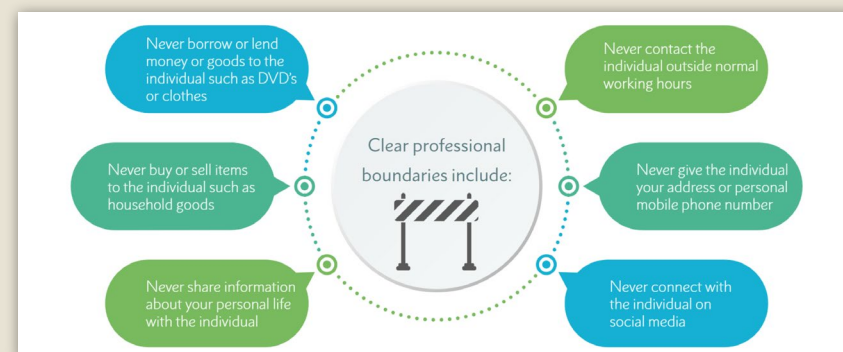 Never borrow or lend
money or goods to the
individual such as DVD's
or clothes
Never buy or sell items
to the individual such as
household goods
Never share information
about your personal life
with the individual
Clear professional
boundaries include:
Never contact the
individual outside normal
working hours
Never give the individual
your address or personal
mobile phone number
Never connect with
the individual on
social media